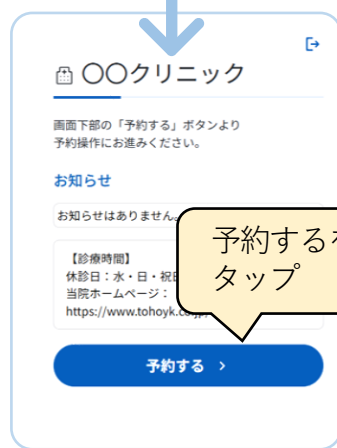 〇〇クリニック
画面下部の「予約する」ボタンより
予約操作にお進みください。
お知らせ
お知らせはありません。
【診療時間】
休診日：水・日・祝
当院ホームページ：
https://www.tohoyk.co
予約するを
タップ
予約する